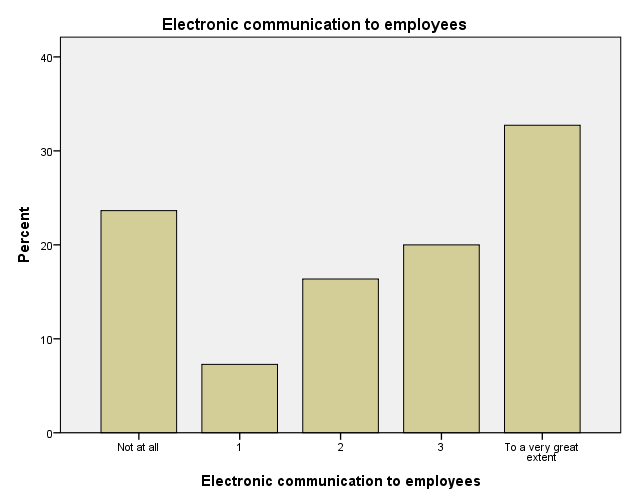 Electronic communication to employees
40
30
20
10
0
Percent
Not at all
1
2
3
To a very great
extent
Electronic communication to employees